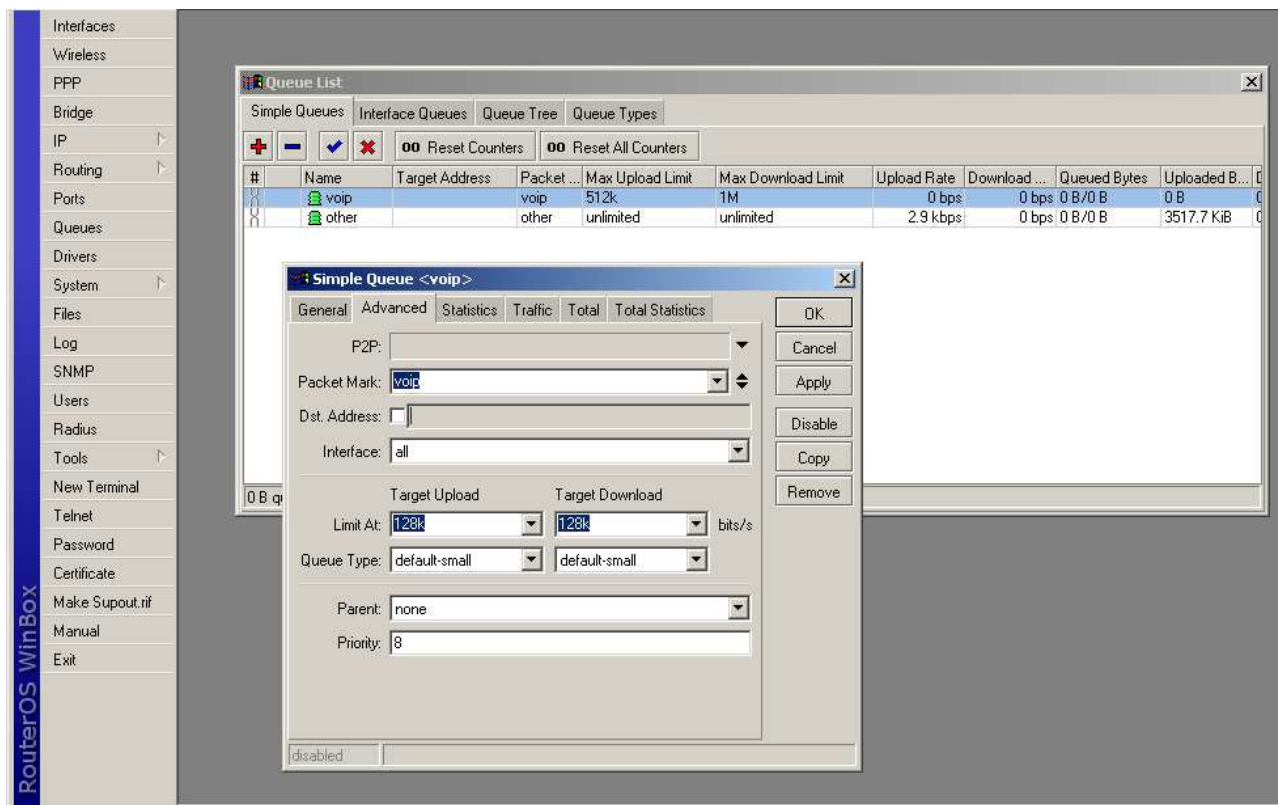 Interfaces
Wireless
PPP
Bridge
IP
Routing
Ports
Queues
Drivers
System
Files
Log
SNMP
Users
Radius
Tools
New Terminal
Telnet
Password
Certificate
Make Supout.rif
Manual
Exit
RouterOS WinBox
Queue List
Simple Queues Interface Queues Queue Tree Queue Types
00 Reset Counters 00 Reset All Counters
# Name Target Address Packet ... Max Upload Limit Max Download Limit Upload Rate Download ... Queued Bytes Uploaded B...
voip voip 512k 1M 0 bps 0 bps 0 B/0 B 0 B
other other unlimited unlimited 2.9 kbps 0 bps 0 B/0 B 3517.7 KiB
0 B
Simple Queue <voip>
General Advanced Statistics Traffic Total Total Statistics
P2P:
Packet Mark: voip
Dst. Address:
Interface: all
Target Upload Target Download
Limit At: 128k 128k bits/s
Queue Type: default-small default-small
Parent: none
Priority: 8
OK
Cancel
Apply
Disable
Copy
Remove
disabled